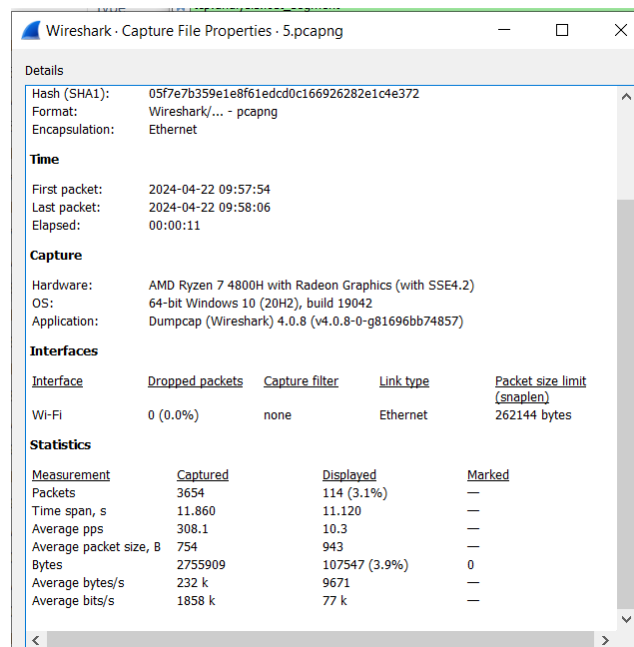 Wireshark · Capture File Properties · 5.pcapng
Details
Hash (SHA1): 05f7e7b359e1e8f61edcd0c166926282e1c4e372
Format: Wireshark/... - pcapng
Encapsulation: Ethernet
Time
First packet: 2024-04-22 09:57:54
Last packet: 2024-04-22 09:58:06
Elapsed: 00:00:11
Capture
Hardware: AMD Ryzen 7 4800H with Radeon Graphics (with SSE4.2)
OS: 64-bit Windows 10 (20H2), build 19042
Application: Dumpcap (Wireshark) 4.0.8 (v4.0.8-0-g81696bb74857)
Interfaces
Interface Dropped packets Capture filter Link type Packet size limit
(snaplen)
Wi-Fi 0 (0.0%) none Ethernet 262144 bytes
Statistics
Measurement Captured Displayed Marked
Packets 3654 114 (3.1%) —
Time span, s 11.860 11.120 —
Average pps 308.1 10.3 —
Average packet size, B 754 943 —
Bytes 2755909 107547 (3.9%) 0
Average bytes/s 232 k 9671 —
Average bits/s 1858 k 77 k —